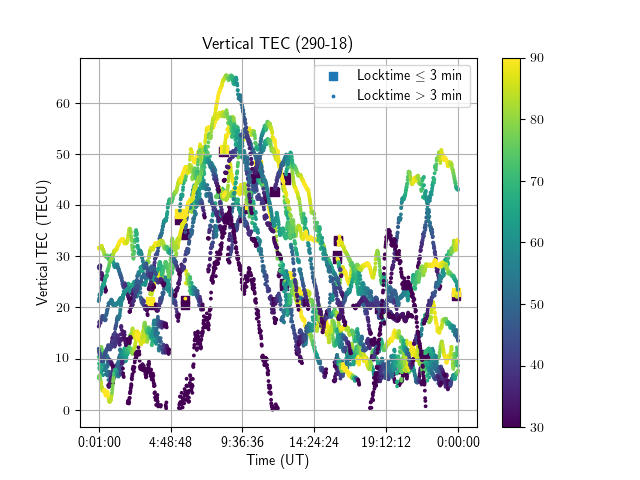 Vertical TEC (290-18)
Locktime ≤ 3 min
Locktime > 3 min
Vertical TEC (TECU)
60
50
40
30
20
10
0
0:01:00 4:48:48 9:36:36 14:24:24 19:12:12 0:00:00
Time (UT)
90
80
70
60
50
40
30